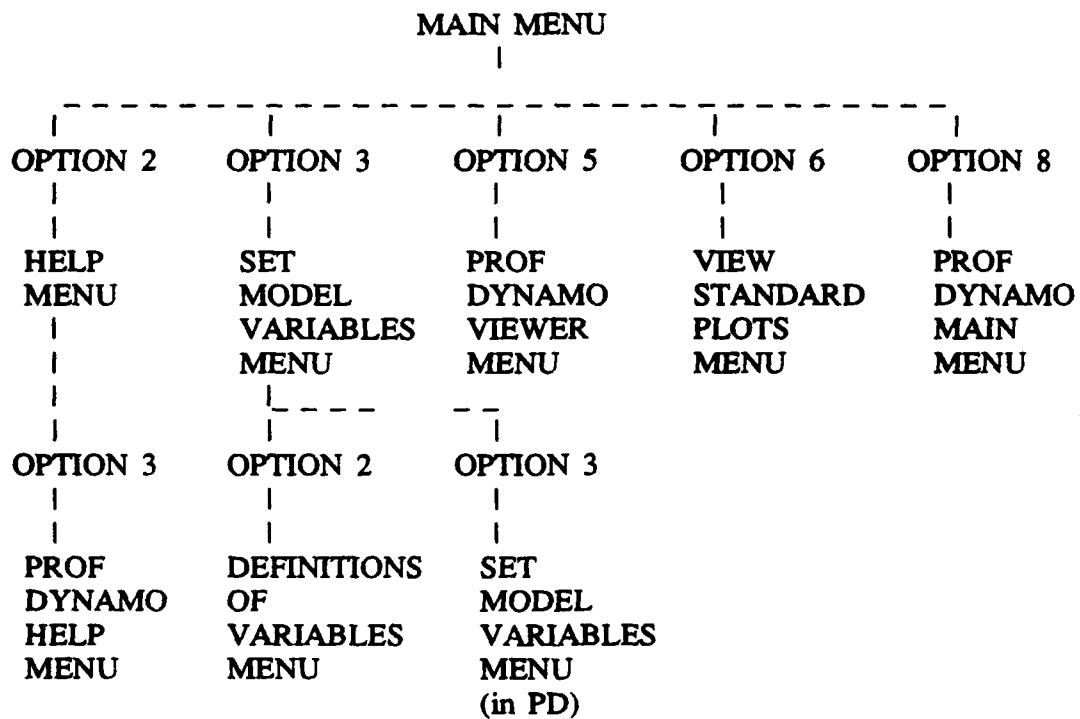 MAIN MENU
OPTION 2 OPTION 3 OPTION 5 OPTION 6 OPTION 8
HELP SET PROF VIEW PROF
MENU MODEL DYNAMO STANDARD DYNAMO
VARIABLES VIEWER PLOTS MAIN
MENU MENU MENU MENU
OPTION 3 OPTION 2 OPTION 3
PROF DEFINITIONS SET
DYNAMO OF MODEL
HELP VARIABLES VARIABLES
MENU MENU MENU
(in PD)